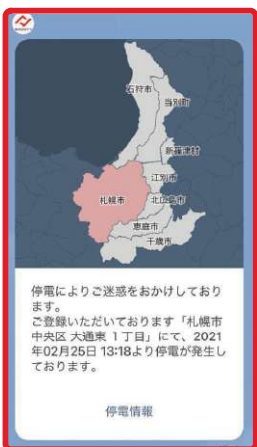 石狩市
当別町
新篠津村
江別市
札幌市
北広島市
恵庭市
千歳市
停電によりご迷惑をおかけしており
ます。
ご登録いただいております「札幌市
中央区 大通東 1丁目」にて、2021
年02月25日 13:18より停電が発生し
ております。
停電情報